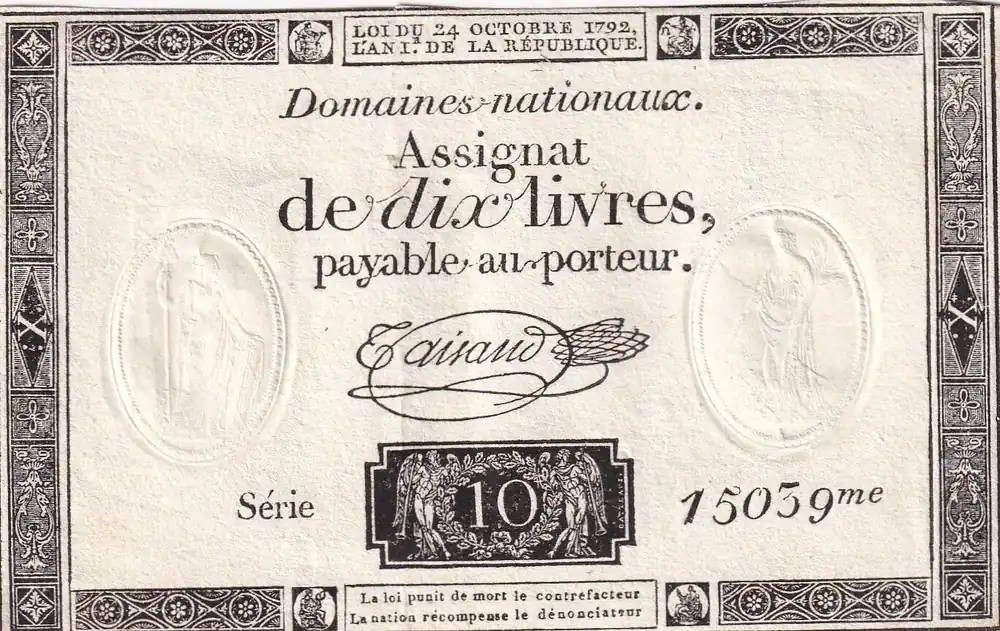 LOI DU 24 OCTOBRE 1792,
L'AN I.ᵉʳ DE LA RÉPUBLIQUE.
Domaines nationaux.
Assignat
de dix livres,
payable au porteur.
Taisaud
X
X
Série
10
15039me
La loi punit de mort le contrefacteur
La nation récompense le dénonciateur